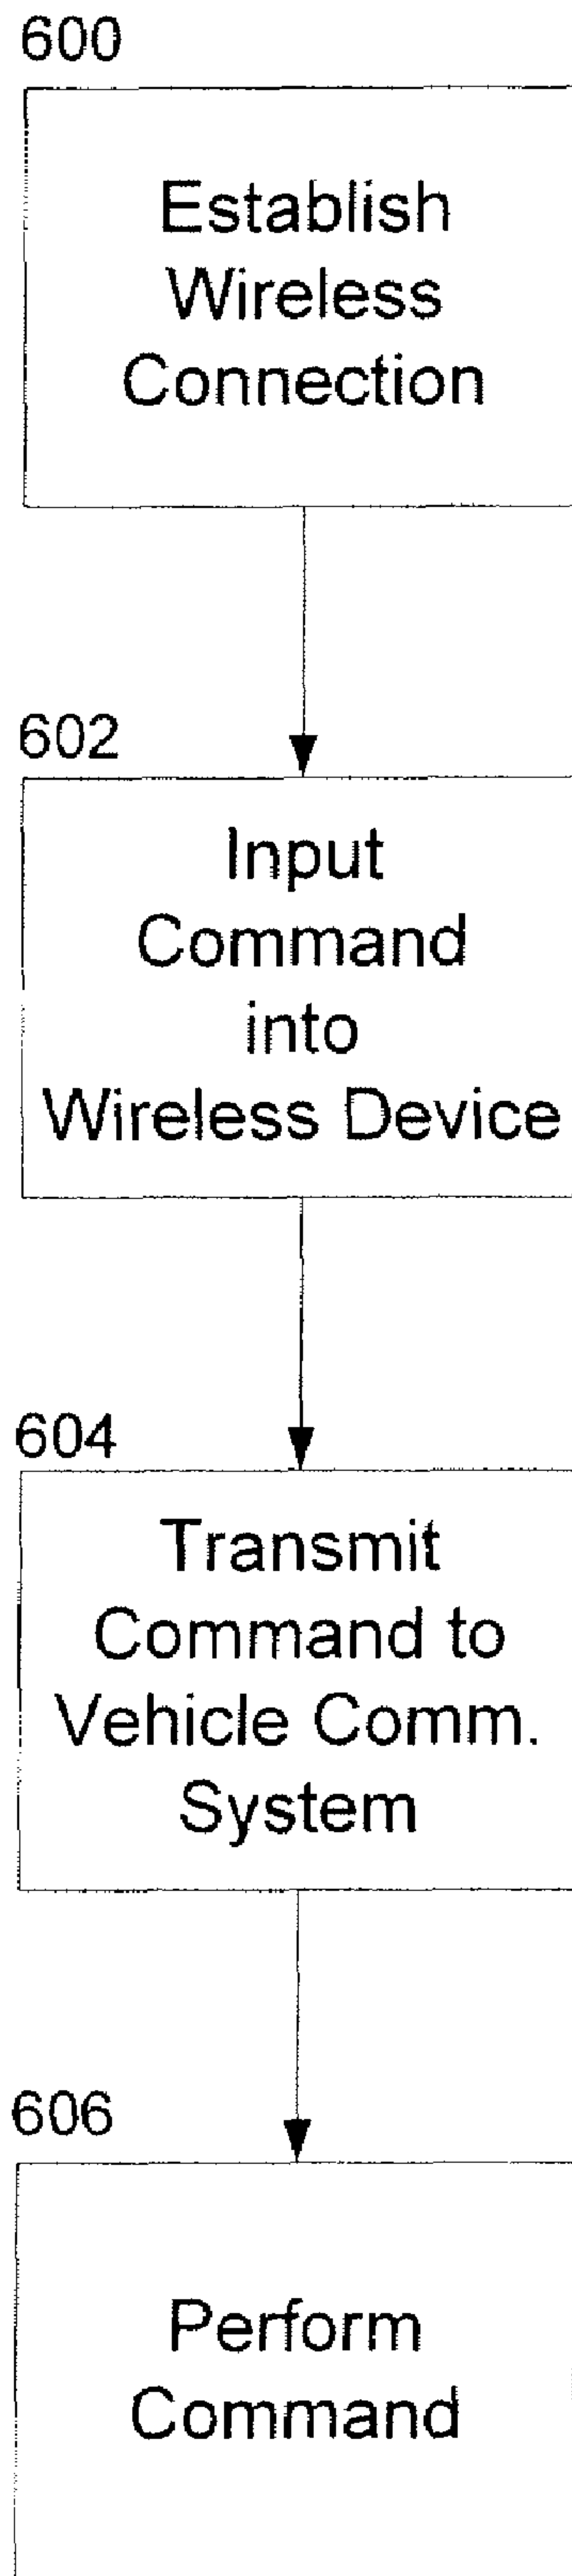 600
Establish
Wireless
Connection
602
Input
Command
into
Wireless Device
604
Transmit
Command to
Vehicle Comm.
System
606
Perform
Command